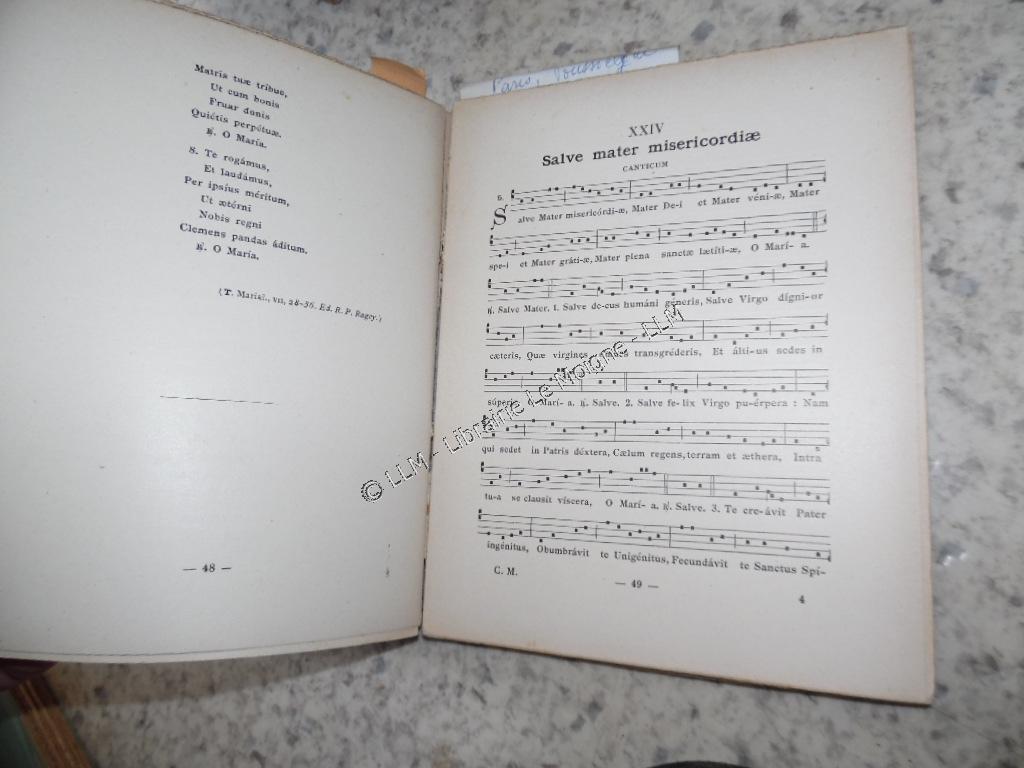 Matris tuæ tribue,
Ut cum bonis
Fruar donis
Quiétis perpétuæ.
℟. O María.
8. Te rogámus,
Et laudámus,
Per ipsíus méritum,
Ut ætérni
Nobis regni
Clemens pandas áditum.
℟. O María.
(T. Marial., VII, 28-36. Ed. R. P. Ragey.)
— 48 —
Paris,
XXIV
Salve mater misericordiæ
CANTICUM
5.
Salve Mater misericórdi-æ, Mater De-i et Mater véni-æ, Mater
spe-i et Mater gráti-æ, Mater plena sanctæ lætíti-æ, O Marí- a.
℟. Salve Mater. 1. Salve de-cus humáni géneris, Salve Virgo dígni-or
cæteris, Quæ virgines omnes transgréderis, Et álti-us sedes in
súperis, O Marí- a. ℟. Salve. 2. Salve fe-lix Virgo pu-érpera : Nam
qui sedet in Patris déxtera, Cælum regens, terram et æthera, Intra
tu-a se clausit víscera, O Marí- a. ℟. Salve. 3. Te cre-ávit Pater
ingénitus, Obumbrávit te Unigénitus, Fecundávit te Sanctus Spí-
C. M.
— 49 —
4
© LLM - Librairie Le Moigne - LLM